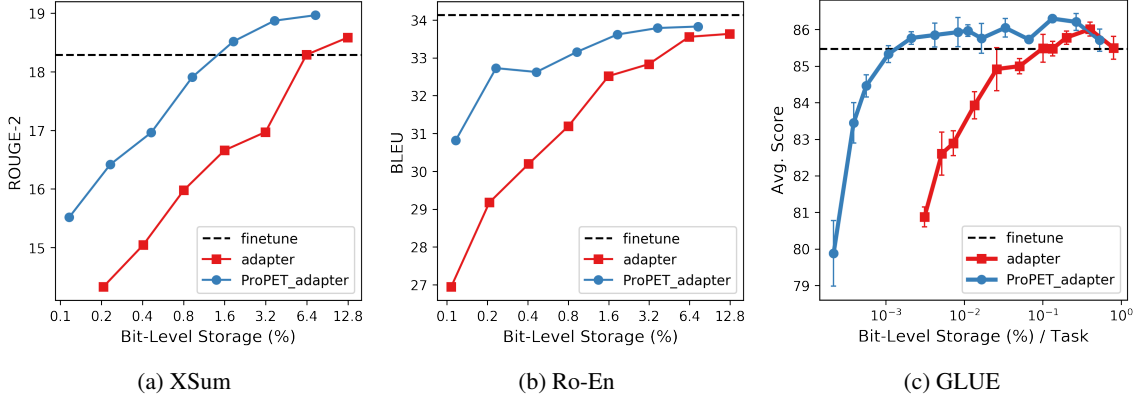 19
18
17
16
15
ROUGE-2
finetune
adapter
ProPET_adapter
0.1 0.2 0.4 0.8 1.6 3.2 6.4 12.8
Bit-Level Storage (%)
(a) XSum
34
33
32
31
30
29
28
27
BLEU
finetune
adapter
ProPET_adapter
0.1 0.2 0.4 0.8 1.6 3.2 6.4 12.8
Bit-Level Storage (%)
(b) Ro-En
86
85
84
83
82
81
80
79
Avg. Score
finetune
adapter
ProPET_adapter
10⁻³ 10⁻² 10⁻¹ 10⁰
Bit-Level Storage (%) / Task
(c) GLUE